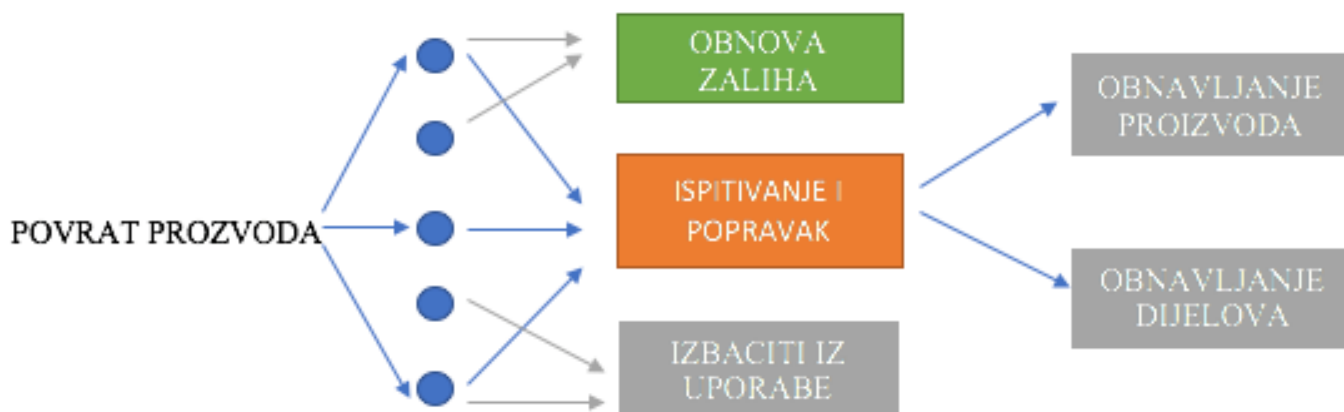 POVRAT PROZVODA
OBNOVA
ZALIHA
ISPITIVANJE I
POPRAVAK
IZBACITI IZ
UPORABE
OBNAVLJANJE
PROIZVODA
OBNAVLJANJE
DIJELOVA